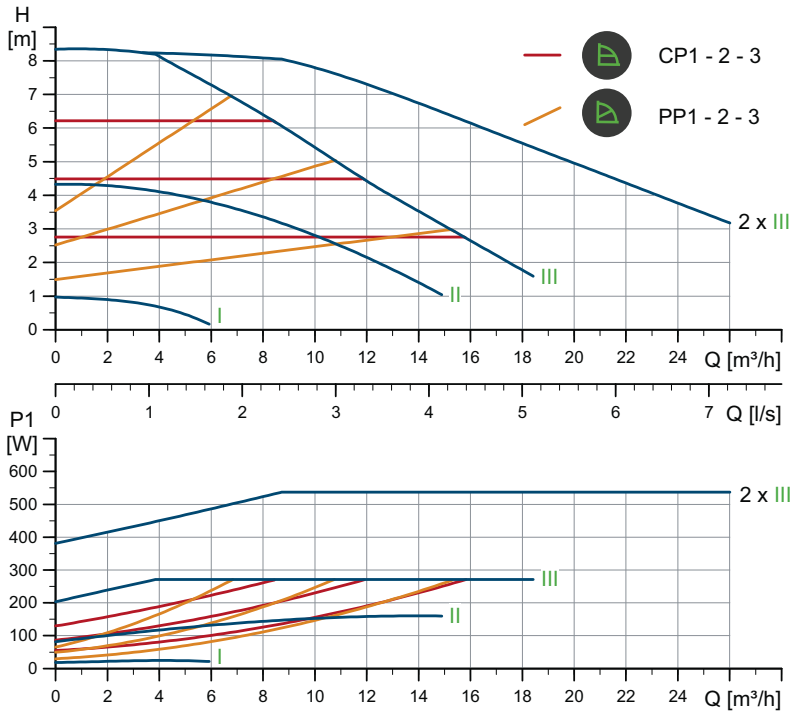 H
[m]
CP1 - 2 - 3
PP1 - 2 - 3
8
7
6
5
4
3
2
1
0
2 x III
III
II
I
0 2 4 6 8 10 12 14 16 18 20 22 24 Q [m³/h]
0 1 2 3 4 5 6 7 Q [l/s]
P1
[W]
600
500
400
300
200
100
0
2 x III
III
II
I
0 2 4 6 8 10 12 14 16 18 20 22 24 Q [m³/h]